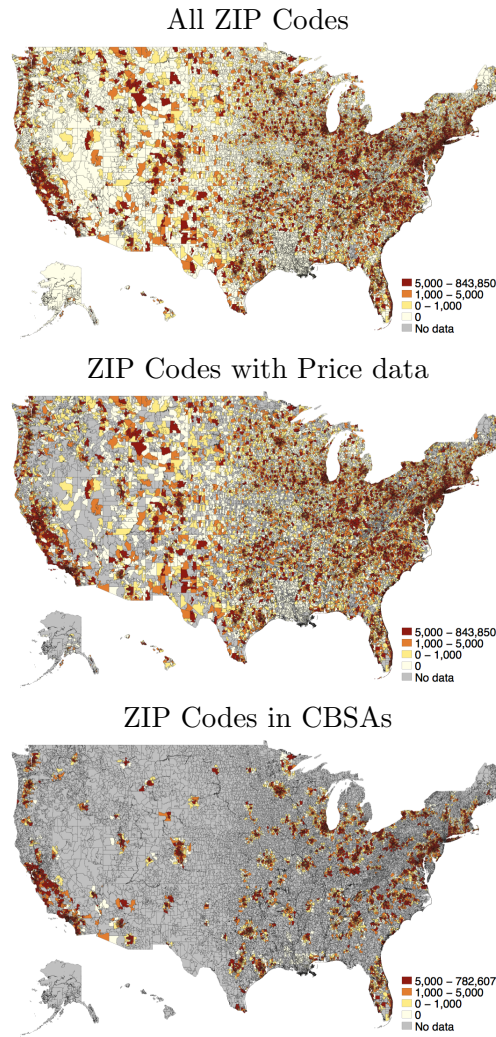 All ZIP Codes
5,000 – 843,850
1,000 – 5,000
0 – 1,000
0
No data
ZIP Codes with Price data
5,000 – 843,850
1,000 – 5,000
0 – 1,000
0
No data
ZIP Codes in CBSAs
5,000 – 782,607
1,000 – 5,000
0 – 1,000
0
No data